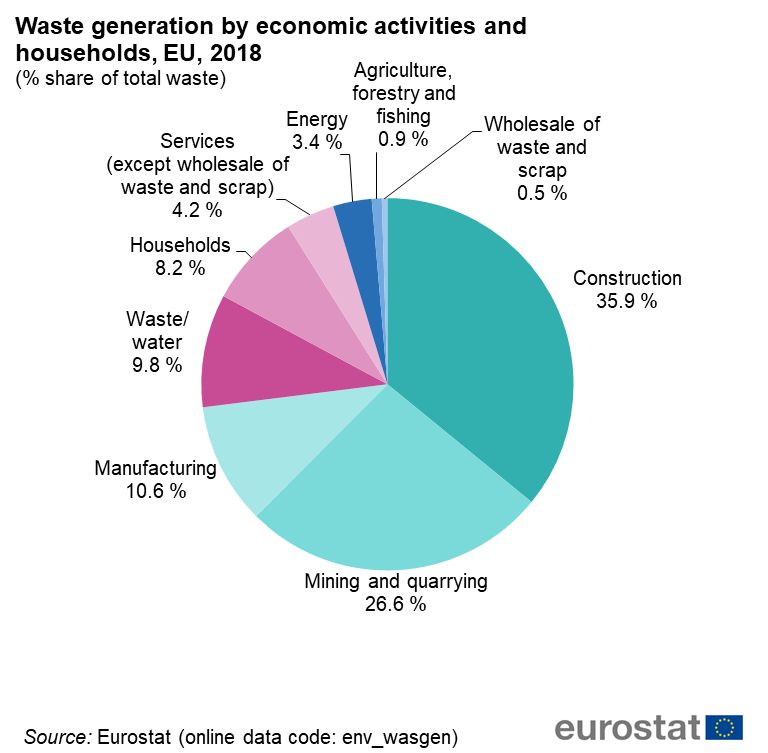 Waste generation by economic activities and
households, EU, 2018
(% share of total waste)
Agriculture,
forestry and
fishing
0.9 %
Wholesale of
waste and
scrap
0.5 %
Energy
3.4 %
Services
(except wholesale of
waste and scrap)
4.2 %
Households
8.2 %
Construction
35.9 %
Waste/
water
9.8 %
Manufacturing
10.6 %
Mining and quarrying
26.6 %
Source: Eurostat (online data code: env_wasgen)
eurostat